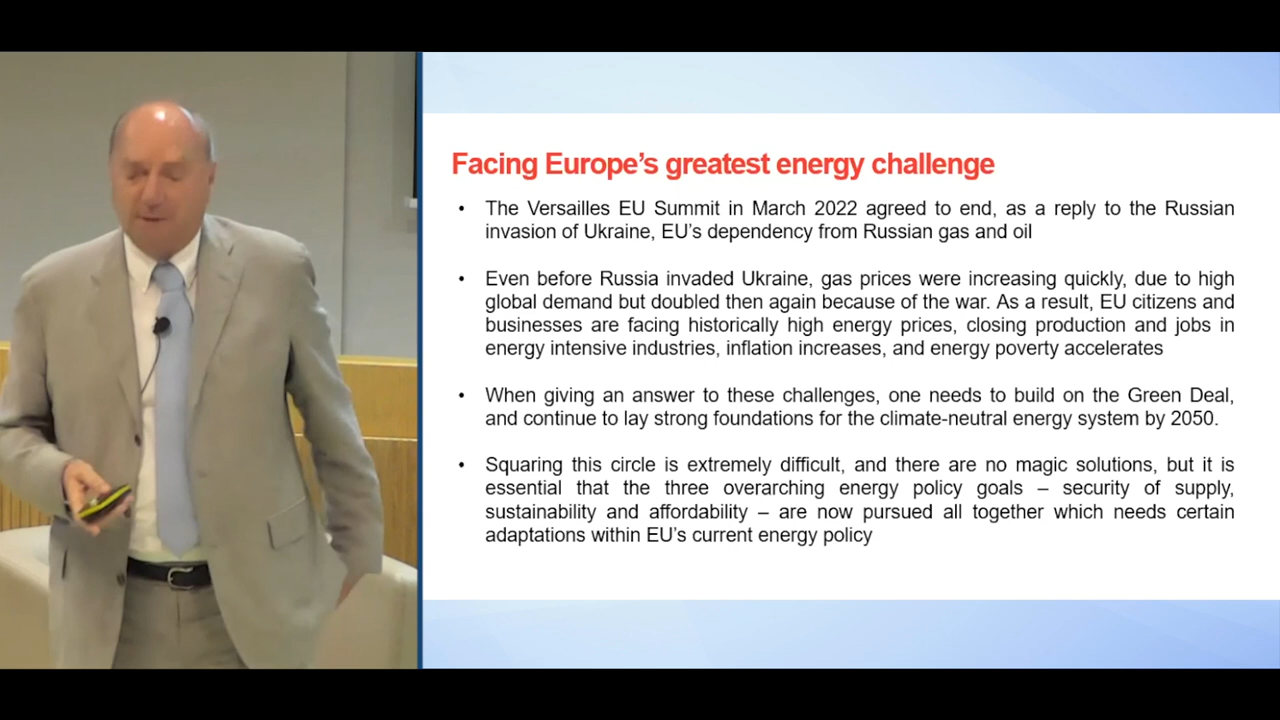 Facing Europe's greatest energy challenge
• The Versailles EU Summit in March 2022 agreed to end, as a reply to the Russian
invasion of Ukraine, EU's dependency from Russian gas and oil
• Even before Russia invaded Ukraine, gas prices were increasing quickly, due to high
global demand but doubled then again because of the war. As a result, EU citizens and
businesses are facing historically high energy prices, closing production and jobs in
energy intensive industries, inflation increases, and energy poverty accelerates
• When giving an answer to these challenges, one needs to build on the Green Deal,
and continue to lay strong foundations for the climate-neutral energy system by 2050.
• Squaring this circle is extremely difficult, and there are no magic solutions, but it is
essential that the three overarching energy policy goals – security of supply,
sustainability and affordability – are now pursued all together which needs certain
adaptations within EU's current energy policy